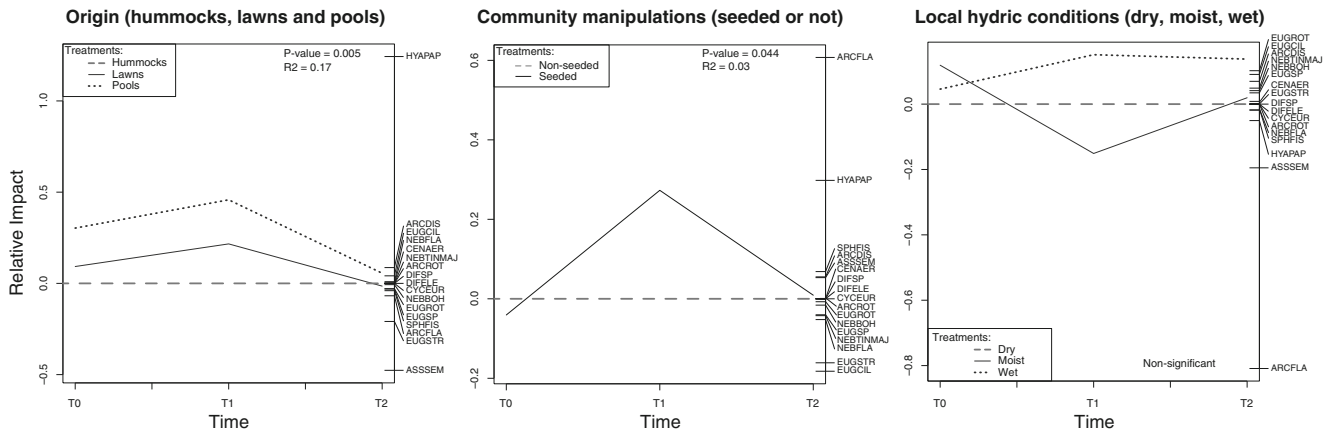 Origin (hummocks, lawns and pools)
Treatments:
Hummocks
Lawns
Pools
P-value = 0.005
R2 = 0.17
Relative Impact
1.0
0.5
0.0
−0.5
T0
T1
T2
Time
HYAPAP
ARCDIS
EUGCIL
NEBFLA
CENAER
NEBTINMAJ
ARCROT
DIFSP
DIFELE
CYCEUR
NEBBOH
EUGROT
EUGSP
SPHFIS
ARCFLA
EUGSTR
ASSSEM
Community manipulations (seeded or not)
Treatments:
Non-seeded
Seeded
P-value = 0.044
R2 = 0.03
0.6
0.4
0.2
0.0
−0.2
T0
T1
T2
Time
ARCFLA
HYAPAP
SPHFIS
ARCDIS
ASSSEM
CENAER
DIFSP
DIFELE
CYCEUR
ARCROT
EUGROT
NEBBOH
EUGSP
NEBTINMAJ
NEBFLA
EUGSTR
EUGCIL
Local hydric conditions (dry, moist, wet)
0.0
−0.2
−0.4
−0.6
−0.8
Treatments:
Dry
Moist
Wet
Non-significant
T0
T1
T2
Time
EUGROT
EUGCIL
ARCDIS
NEBTINMAJ
NEBBOH
EUGSP
CENAER
EUGSTR
DIFSP
DIFELE
CYCEUR
ARCROT
NEBFLA
SPHFIS
HYAPAP
ASSSEM
ARCFLA